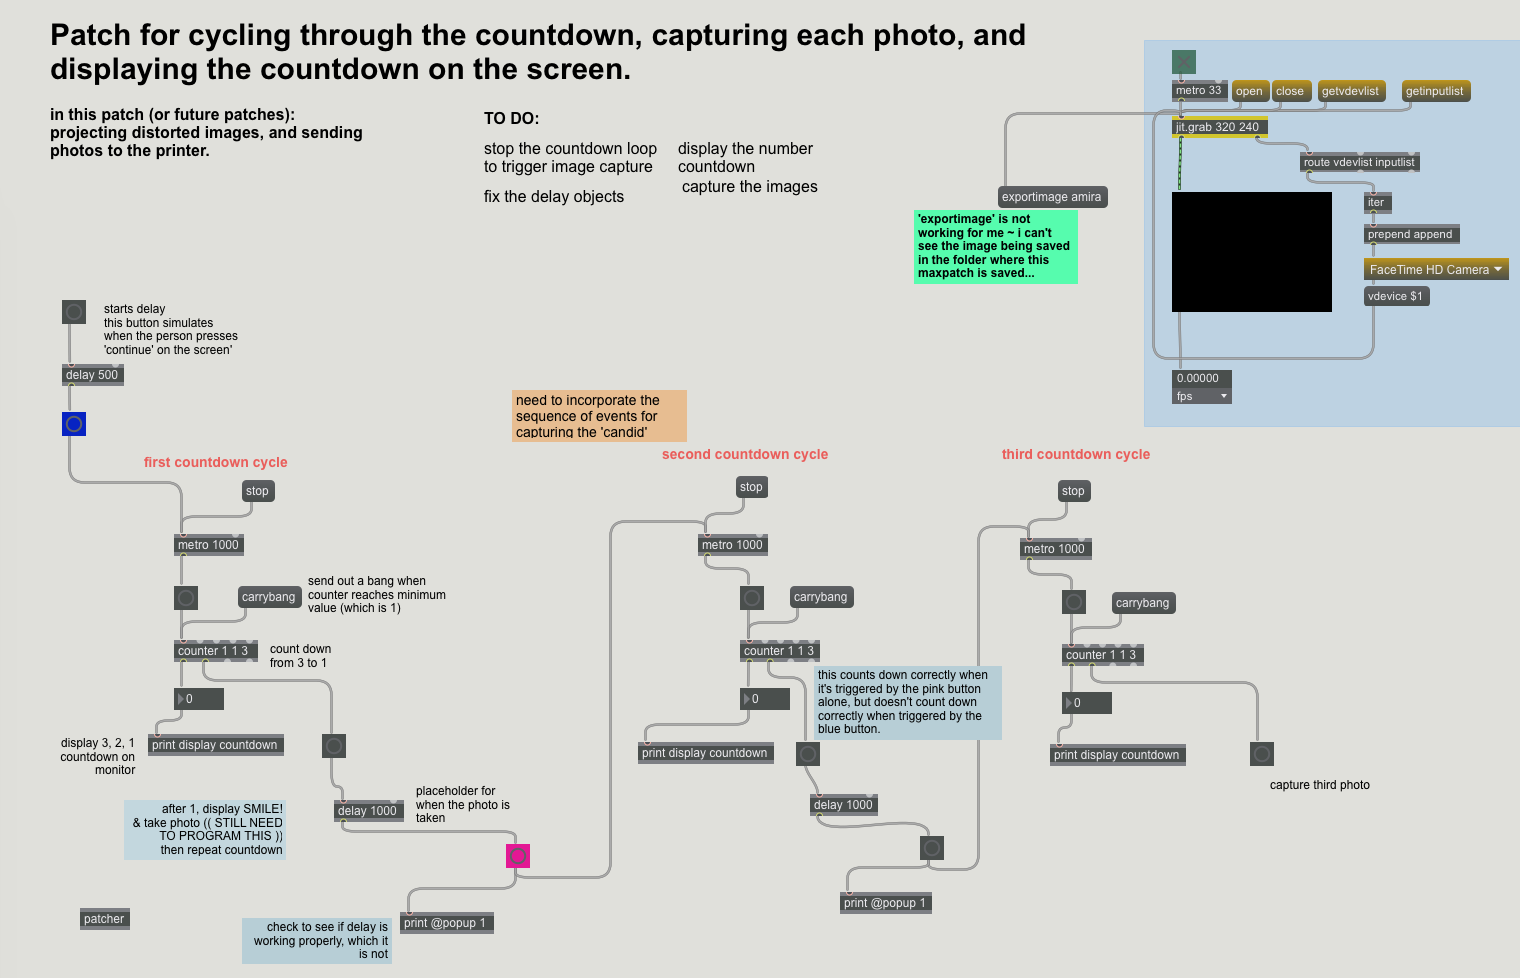 Patch for cycling through the countdown, capturing each photo, and
displaying the countdown on the screen.
in this patch (or future patches):
projecting distorted images, and sending
photos to the printer.
TO DO:
stop the countdown loop
to trigger image capture
fix the delay objects
display the number
countdown
capture the images
metro 33
open
close
getvdevlist
getinputlist
jit.grab 320 240
route vdevlist inputlist
exportimage amira
iter
'exportimage' is not
working for me ~ i can't
see the image being saved
in the folder where this
maxpatch is saved...
prepend append
FaceTime HD Camera
vdevice $1
0.00000
fps
starts delay
this button simulates
when the person presses
'continue' on the screen'
delay 500
need to incorporate the
sequence of events for
capturing the 'candid'
first countdown cycle
stop
metro 1000
carrybang
send out a bang when
counter reaches minimum
value (which is 1)
counter 1 1 3
count down
from 3 to 1
0
print display countdown
display 3, 2, 1
countdown on
monitor
after 1, display SMILE!
& take photo (( STILL NEED
TO PROGRAM THIS ))
then repeat countdown
delay 1000
placeholder for
when the photo is
taken
patcher
print @popup 1
check to see if delay is
working properly, which it
is not
second countdown cycle
stop
metro 1000
carrybang
counter 1 1 3
this counts down correctly when
it's triggered by the pink button
alone, but doesn't count down
correctly when triggered by the
blue button.
0
print display countdown
delay 1000
print @popup 1
third countdown cycle
stop
metro 1000
carrybang
counter 1 1 3
0
print display countdown
capture third photo